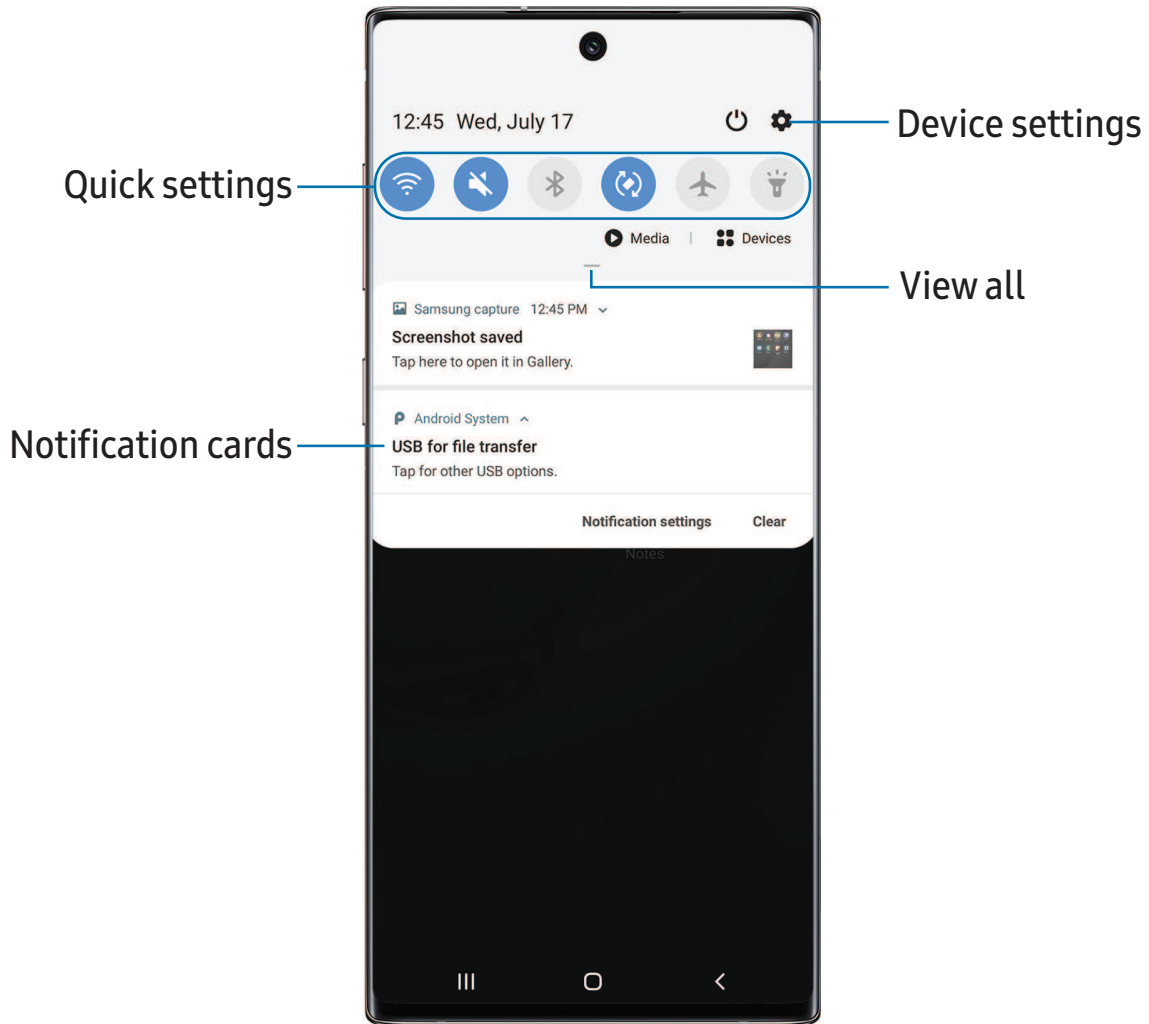 12:45 Wed, July 17
Device settings
Quick settings
Media | Devices
View all
Samsung capture 12:45 PM
Screenshot saved
Tap here to open it in Gallery.
Android System
Notification cards
USB for file transfer
Tap for other USB options.
Notification settings Clear
Notes